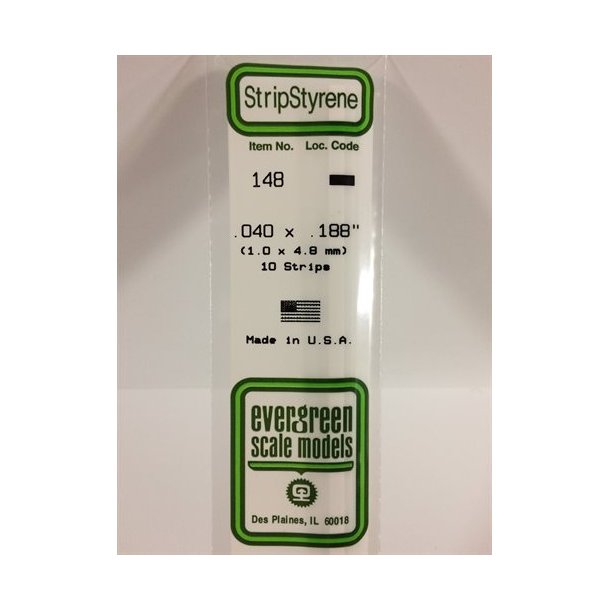 StripStyrene
Item No. Loc. Code
148
.040 x .188"
(1.0 x 4.8 mm)
10 Strips
Made in U.S.A.
evergreen
scale models
Des Plaines, IL 60018